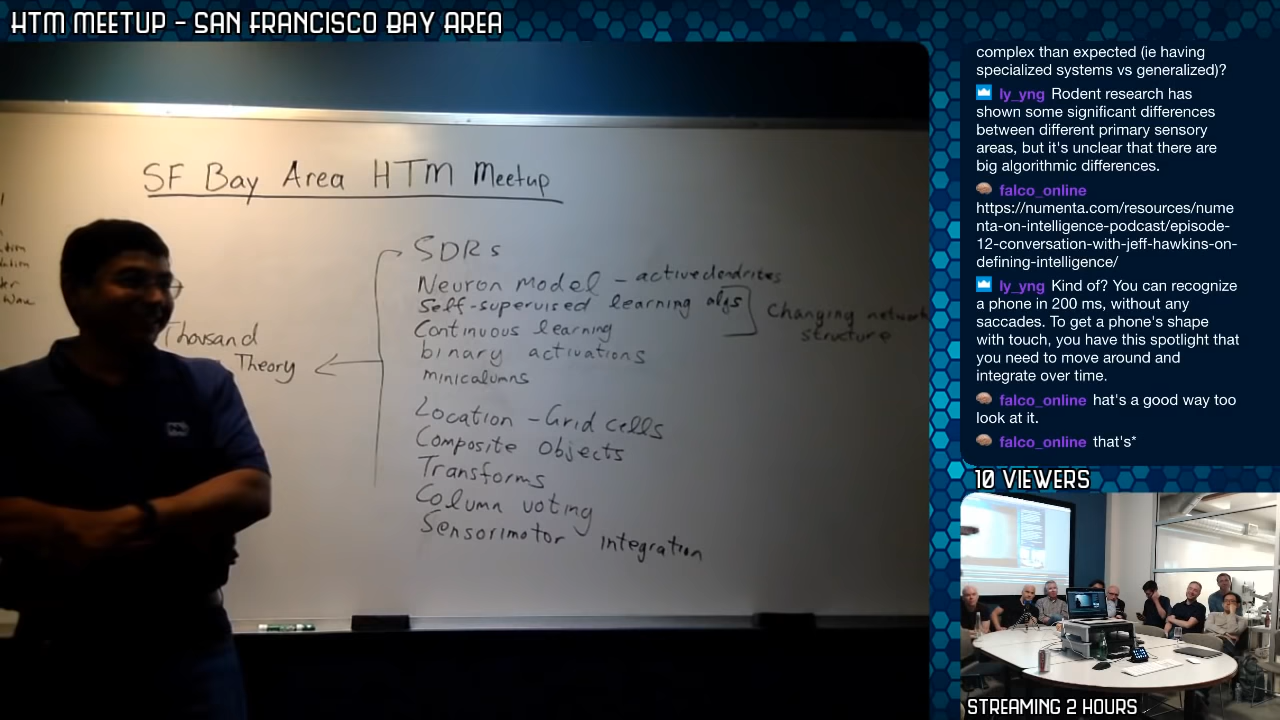 HTM MEETUP - SAN FRANCISCO BAY AREA
SF Bay Area HTM Meetup
SDRs
Neuron model - active dendrites
Self-supervised learning algs
Changing network
structure
Continuous learning
binary activations
minicolumns
Thousand
Theory
Location - Grid cells
Composite Objects
Transforms
Column voting
Sensorimotor integration
complex than expected (ie having
specialized systems vs generalized)?
ly_yng Rodent research has
shown some significant differences
between different primary sensory
areas, but it's unclear that there are
big algorithmic differences.
falco_online
https://numenta.com/resources/nume
nta-on-intelligence-podcast/episode-
12-conversation-with-jeff-hawkins-on-
defining-intelligence/
ly_yng Kind of? You can recognize
a phone in 200 ms, without any
saccades. To get a phone's shape
with touch, you have this spotlight that
you need to move around and
integrate over time.
falco_online hat's a good way too
look at it.
falco_online that's*
10 VIEWERS
STREAMING 2 HOURS